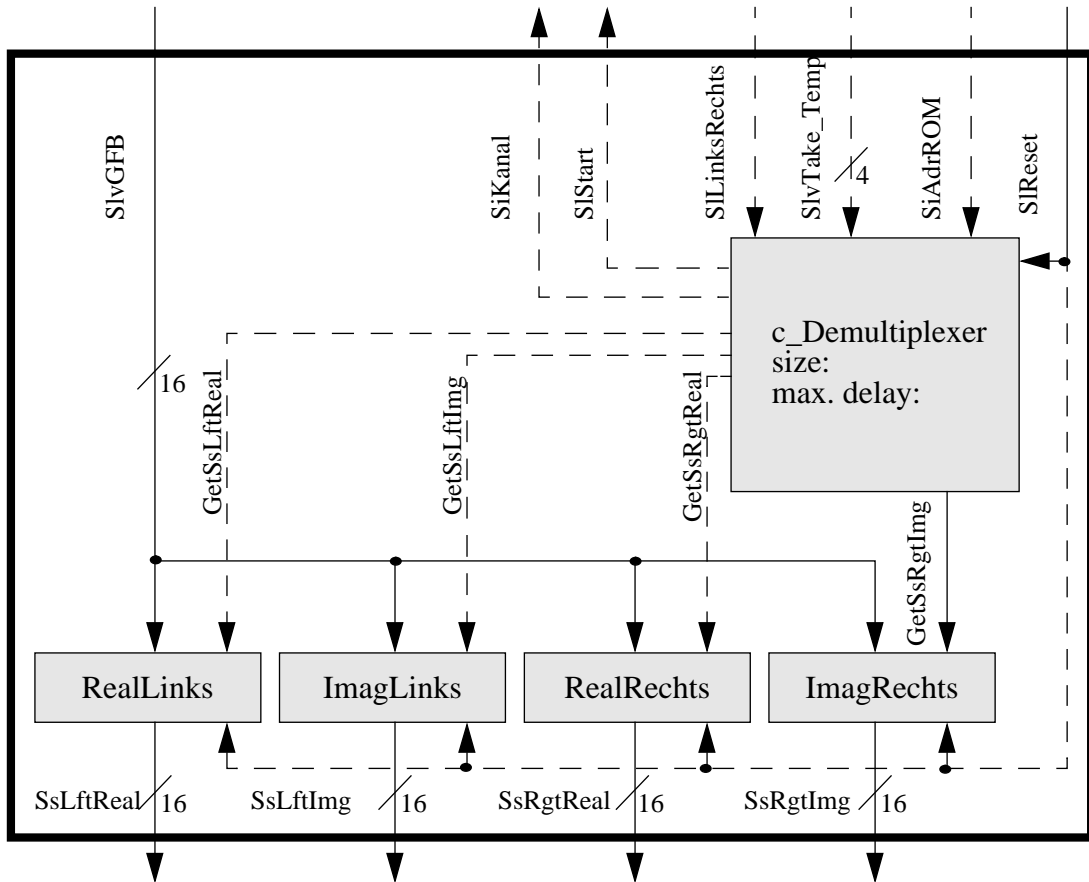 SlvGFB
SiKanal
SlStart
SlLinksRechts
SlvTake_Temp
4
SiAdrROM
SlReset
c_Demultiplexer
size:
max. delay:
16
GetSsLftReal
GetSsLftImg
GetSsRgtReal
GetSsRgtImg
RealLinks
ImagLinks
RealRechts
ImagRechts
SsLftReal
16
SsLftImg
16
SsRgtReal
16
SsRgtImg
16